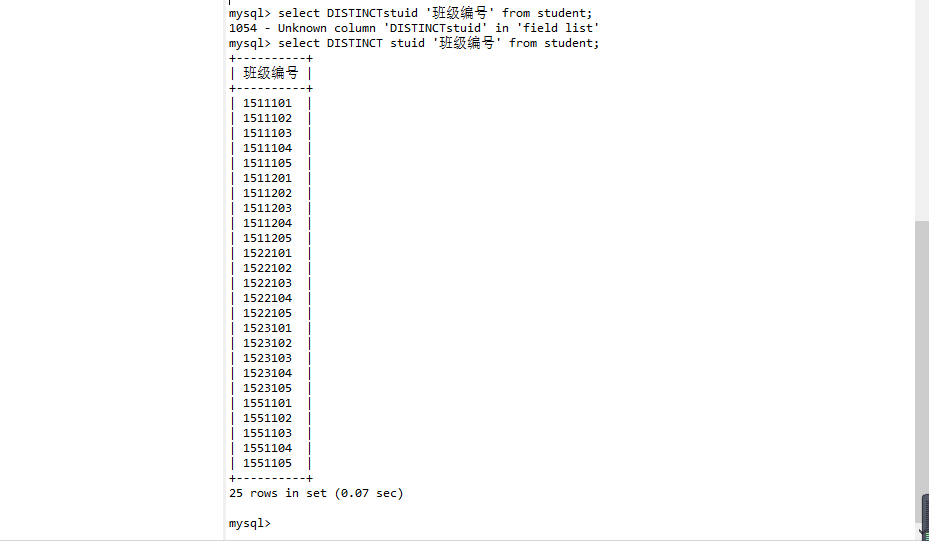 mysql> select DISTINCTstuid '班级编号' from student;
1054 - Unknown column 'DISTINCTstuid' in 'field list'
mysql> select DISTINCT stuid '班级编号' from student;
+----------+
| 班级编号 |
+----------+
| 1511101  |
| 1511102  |
| 1511103  |
| 1511104  |
| 1511105  |
| 1511201  |
| 1511202  |
| 1511203  |
| 1511204  |
| 1511205  |
| 1522101  |
| 1522102  |
| 1522103  |
| 1522104  |
| 1522105  |
| 1523101  |
| 1523102  |
| 1523103  |
| 1523104  |
| 1523105  |
| 1551101  |
| 1551102  |
| 1551103  |
| 1551104  |
| 1551105  |
+----------+
25 rows in set (0.07 sec)
mysql>